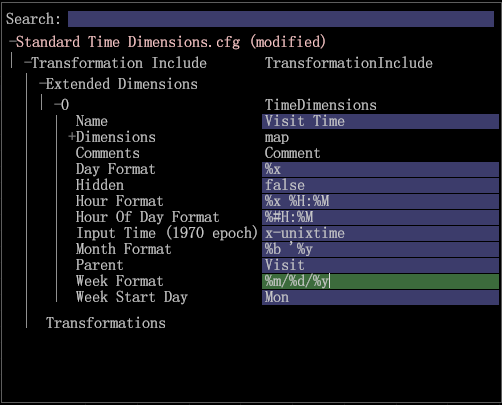 Search:
−Standard Time Dimensions.cfg (modified)
−Transformation Include TransformationInclude
−Extended Dimensions
−0 TimeDimensions
Name Visit Time
+Dimensions map
Comments Comment
Day Format %x
Hidden false
Hour Format %x %H:%M
Hour Of Day Format %#H:%M
Input Time (1970 epoch) x-unixtime
Month Format %b '%y
Parent Visit
Week Format %m/%d/%y
Week Start Day Mon
Transformations